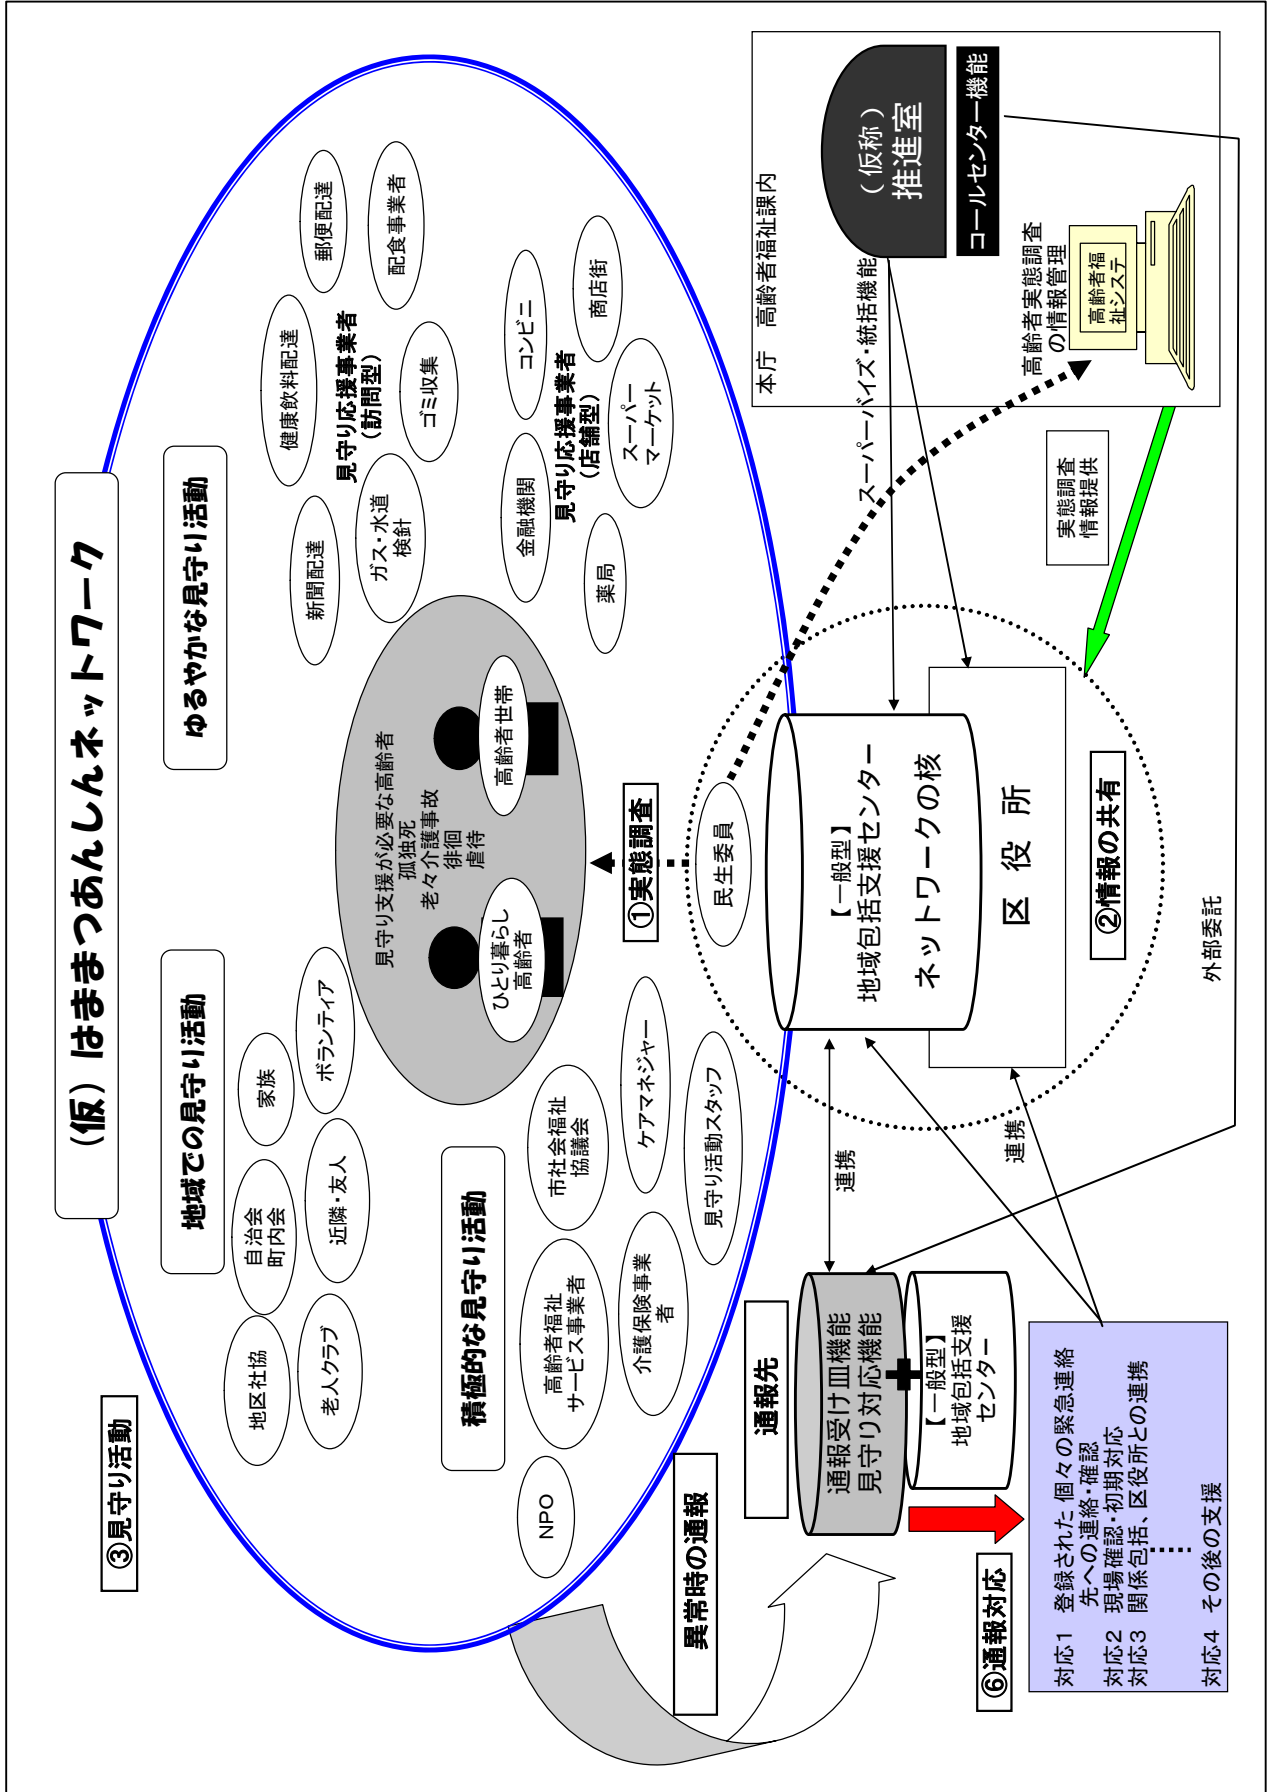 (仮)はままつあんしんネットワーク
③見守り活動
地域での見守り活動
ゆるやかな見守り活動
地区社協
自治会
町内会
家族
老人クラブ
近隣・友人
ボランティア
新聞配達
健康飲料配達
郵便配達
見守り応援事業者
(訪問型)
ガス・水道
検針
ゴミ収集
配食事業者
見守り支援が必要な高齢者
孤独死
老々介護事故
徘徊
虐待
ひとり暮らし
高齢者
高齢者世帯
積極的な見守り活動
NPO
高齢者福祉
サービス事業者
市社会福祉
協議会
介護保険事業
者
ケアマネジャー
見守り活動スタッフ
金融機関
コンビニ
見守り応援事業者
(店舗型)
薬局
スーパー
マーケット
商店街
①実態調査
民生委員
異常時の通報
通報先
通報受け皿機能
見守り対応機能
【一般型】
地域包括支援
センター
連携
【一般型】
地域包括支援センター
ネットワークの核
区役所
②情報の共有
連携
本庁 高齢者福祉課内
(仮称)
推進室
コールセンター機能
スーパーバイズ・統括機能
高齢者実態調査
の情報管理
高齢者福
祉システ
実態調査
情報提供
外部委託
⑥通報対応
対応1 登録された個々の緊急連絡
先への連絡・確認
対応2 現場確認・初期対応
対応3 関係包括、区役所との連携
対応4 その後の支援